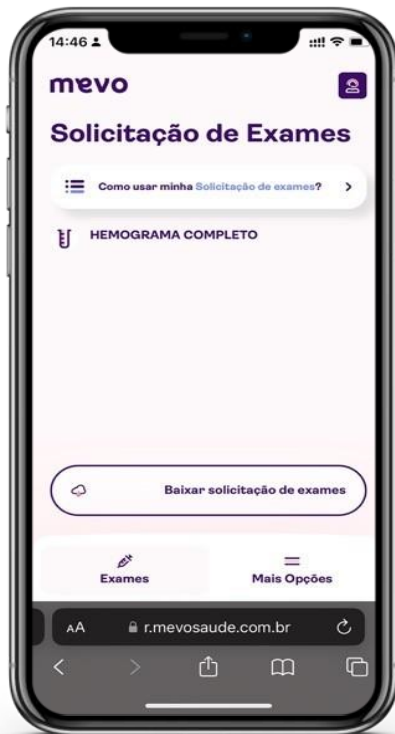 14:46
mevo
Solicitação de Exames
Como usar minha Solicitação de exames?
HEMOGRAMA COMPLETO
Baixar solicitação de exames
Exames
Mais Opções
AA
r.mevosaude.com.br